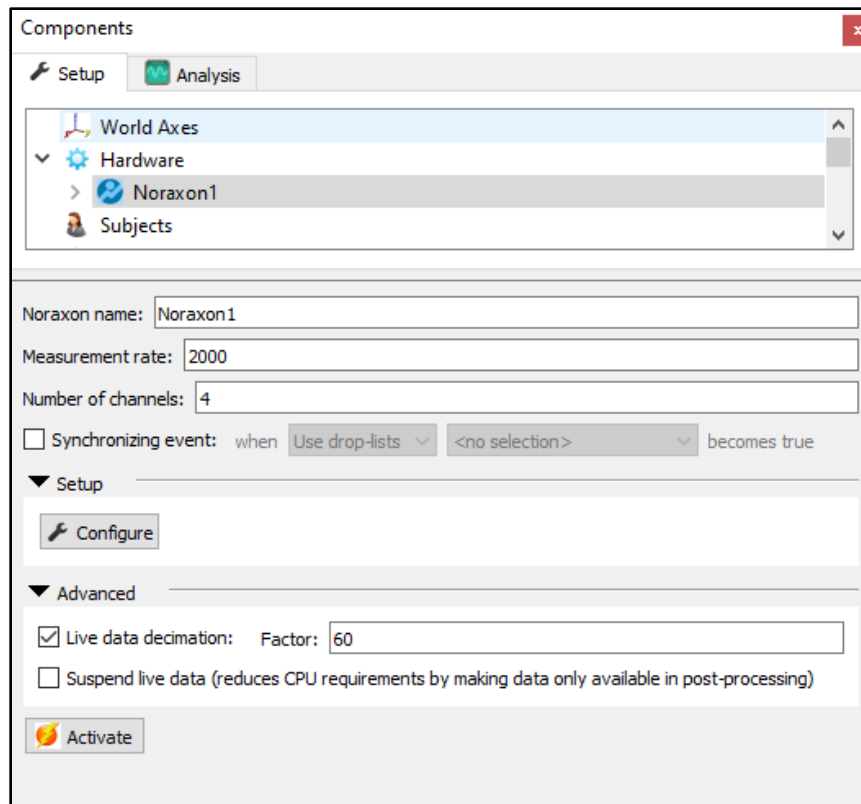 Components
x
Setup Analysis
World Axes
Hardware
Noraxon1
Subjects
Noraxon name: Noraxon1
Measurement rate: 2000
Number of channels: 4
Synchronizing event: when Use drop-lists <no selection> becomes true
Setup
Configure
Advanced
Live data decimation: Factor: 60
Suspend live data (reduces CPU requirements by making data only available in post-processing)
Activate